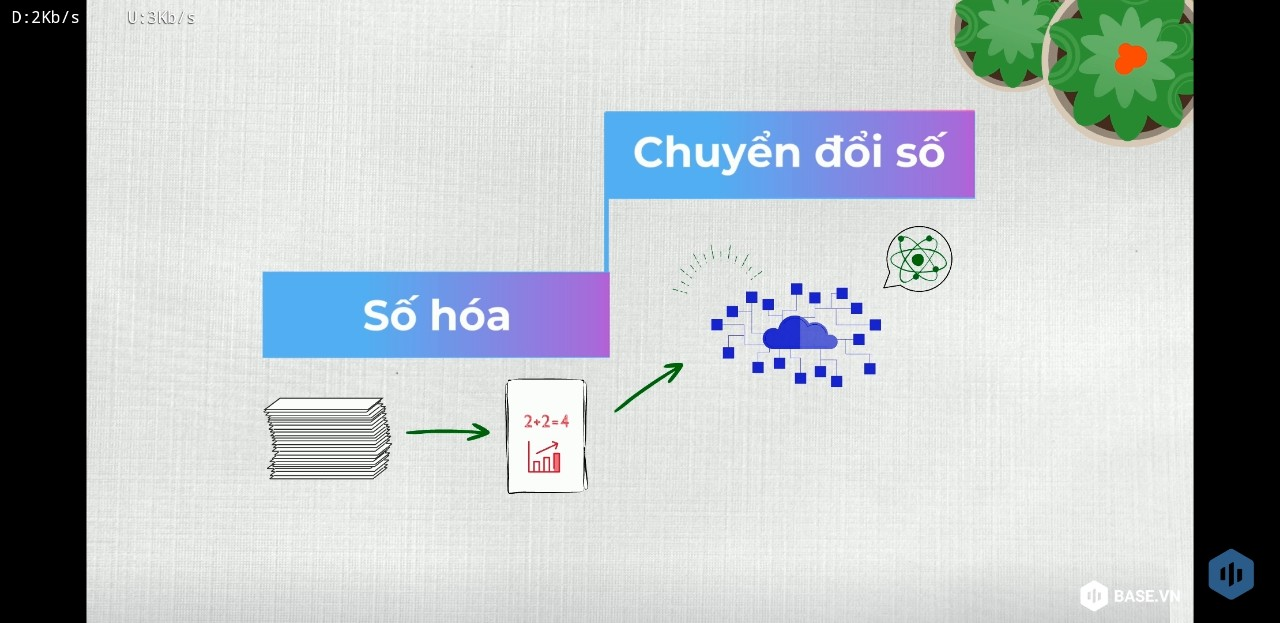 D:2Kb/s U:3Kb/s
Chuyển đổi số
Số hóa
2+2=4
BASE.VN